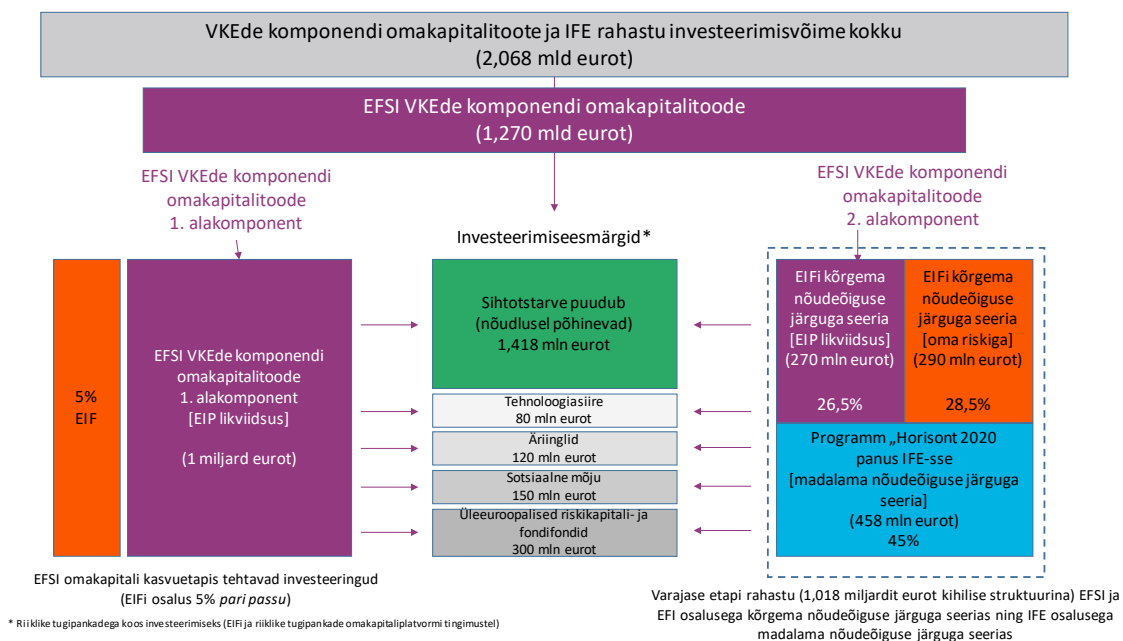 VKEde komponendi omakapitalitoote ja IFE rahastu investeerimisvõime kokku
(2,068 mld eurot)
EFSI VKEde komponendi omakapitalitoode
(1,270 mld eurot)
EFSI VKEde komponendi
omakapitalitoode
1. alakomponent
EFSI VKEde komponendi
omakapitalitoode
2. alakomponent
Investeerimiseesmärgid*
5%
EIF
EFSI VKEde komponendi
omakapitalitoode
1. alakomponent
[EIP likviidsus]
(1 miljard eurot)
Sihtotstarve puudub
(nõudlusel põhinevad)
1,418 mln eurot
Tehnoloogiasiire
80 mln eurot
Äriinglid
120 mln eurot
Sotsiaalne mõju
150 mln eurot
Üleeuroopalised riskikapitali- ja
fondifondid
300 mln eurot
EIFi kõrgema
nõudeõiguse
järguga seeria
[EIP likviidsus]
(270 mln eurot)
26,5%
EIFi kõrgema
nõudeõiguse
järguga seeria
[oma riskiga]
(290 mln eurot)
28,5%
Programm „Horisont 2020
panus IFE-sse
[madalama nõudeõiguse järguga
seeria]
(458 mln eurot)
45%
EFSI omakapitali kasvuetapis tehtavad investeeringud
(EIFi osalus 5% pari passu)
* Riiklike tugipankadega koos investeerimiseks (EIFi ja riiklike tugipankade omakapitaliplatvormi tingimustel)
Varajase etapi rahastu (1,018 miljardit eurot kihilise struktuurina) EFSI ja
EFI osalusega kõrgema nõudeõiguse järguga seerias ning IFE osalusega
madalama nõudeõiguse järguga seerias